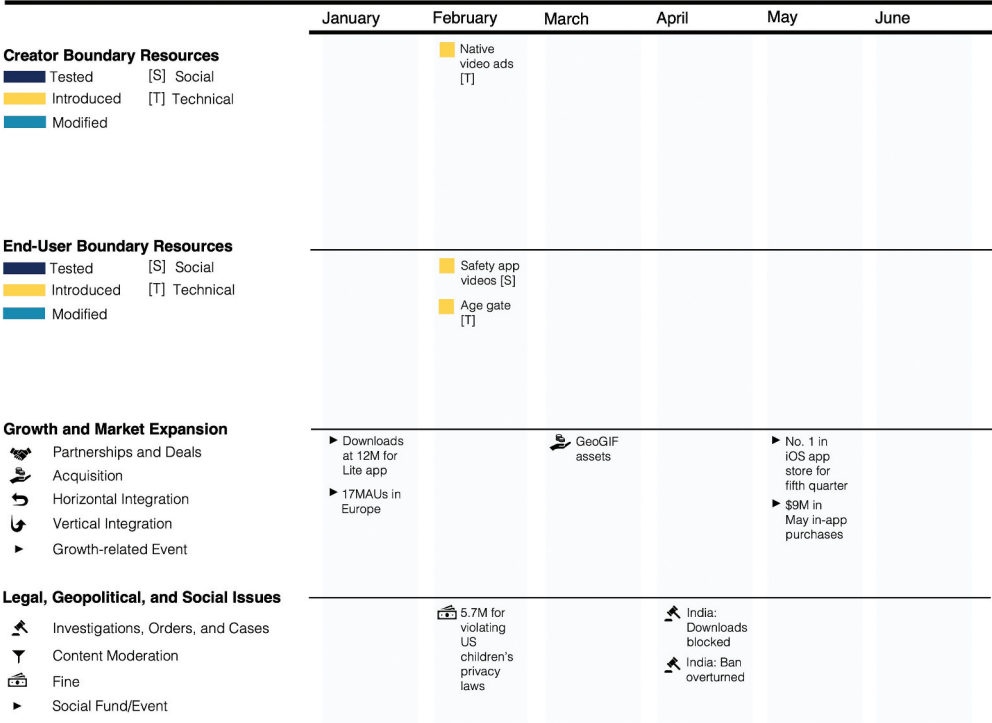 January February March April May June
Creator Boundary Resources
Tested [S] Social
Introduced [T] Technical
Modified
Native
video ads
[T]
End-User Boundary Resources
Tested [S] Social
Introduced [T] Technical
Modified
Safety app
videos [S]
Age gate
[T]
Growth and Market Expansion
Partnerships and Deals
Acquisition
Horizontal Integration
Vertical Integration
Growth-related Event
Downloads
at 12M for
Lite app
17MAUs in
Europe
GeoGIF
assets
No. 1 in
iOS app
store for
fifth quarter
$9M in
May in-app
purchases
Legal, Geopolitical, and Social Issues
Investigations, Orders, and Cases
Content Moderation
Fine
Social Fund/Event
5.7M for
violating
US
children's
privacy
laws
India:
Downloads
blocked
India: Ban
overturned